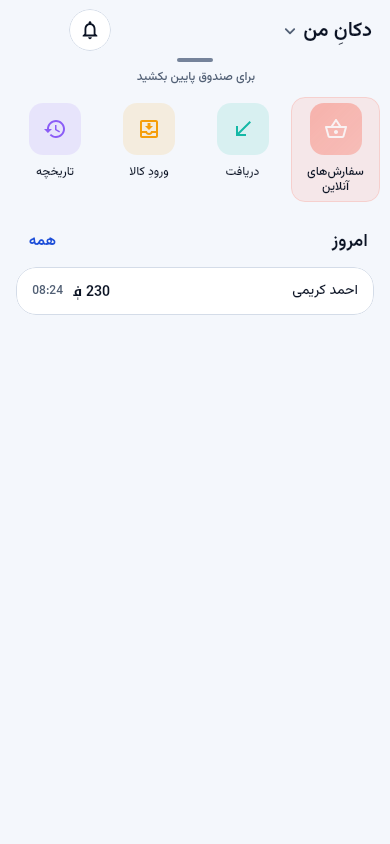 دکانِ من
برای صندوق پایین بکشید
سفارش‌های آنلاین
دریافت
ورودِ کالا
تاریخچه
امروز
همه
احمد کریمی
230 ؋
08:24